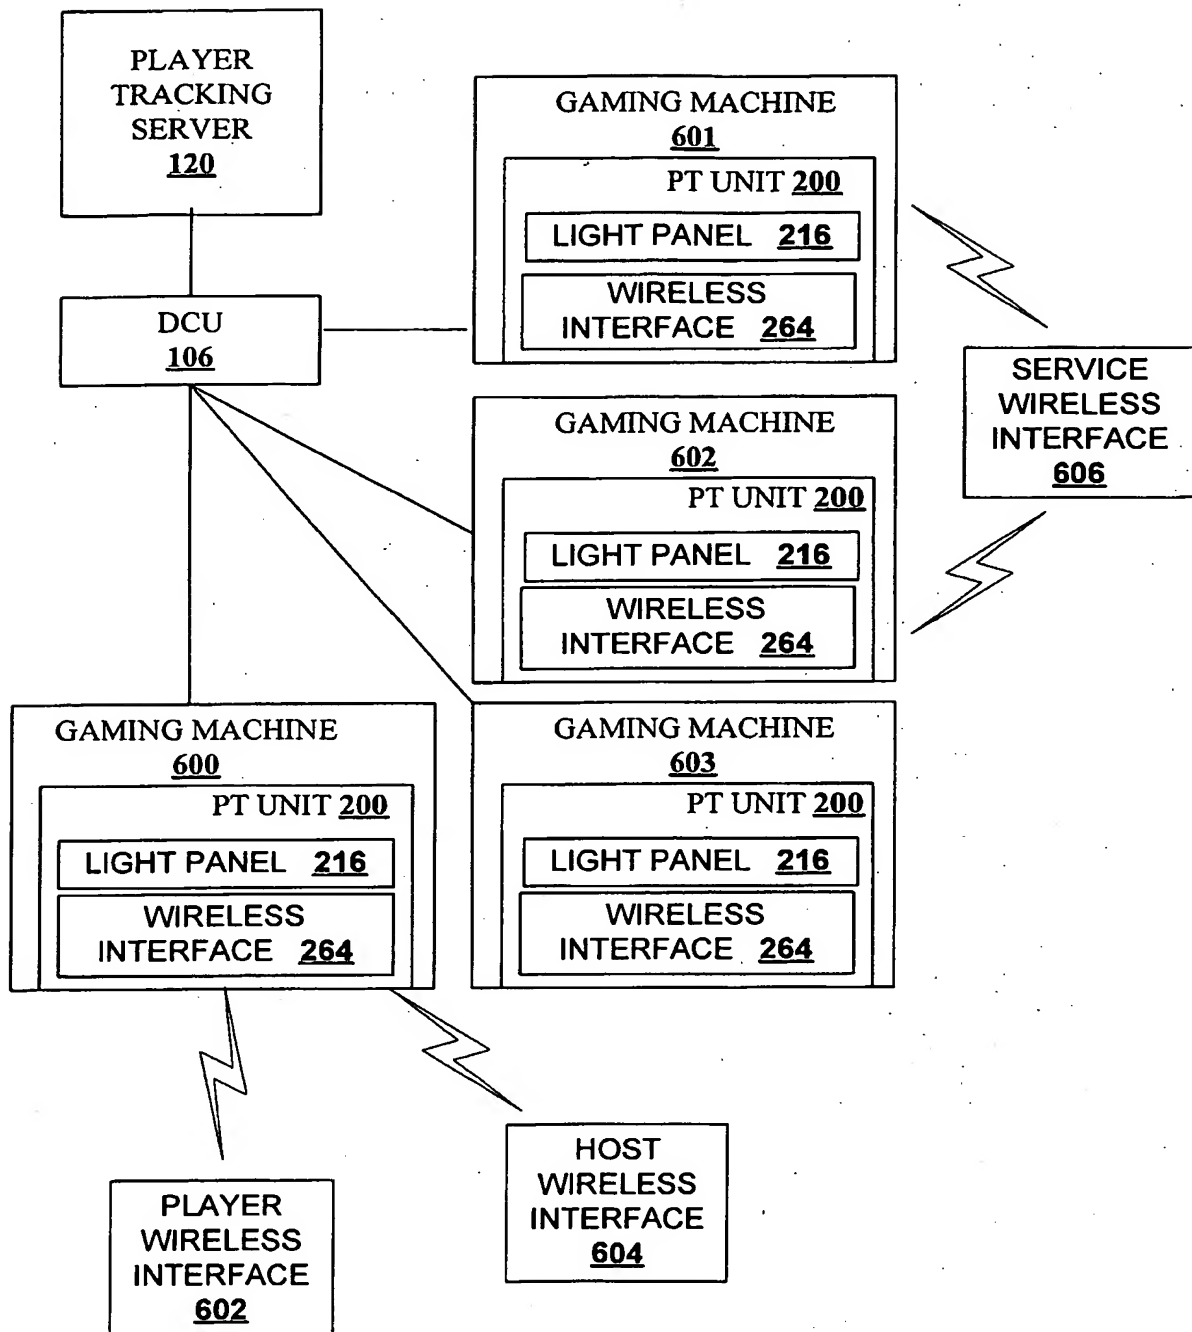 PLAYER
TRACKING
SERVER
120
DCU
106
GAMING MACHINE
601
PT UNIT 200
LIGHT PANEL 216
WIRELESS
INTERFACE 264
GAMING MACHINE
602
PT UNIT 200
LIGHT PANEL 216
WIRELESS
INTERFACE 264
SERVICE
WIRELESS
INTERFACE
606
GAMING MACHINE
600
PT UNIT 200
LIGHT PANEL 216
WIRELESS
INTERFACE 264
GAMING MACHINE
603
PT UNIT 200
LIGHT PANEL 216
WIRELESS
INTERFACE 264
PLAYER
WIRELESS
INTERFACE
602
HOST
WIRELESS
INTERFACE
604